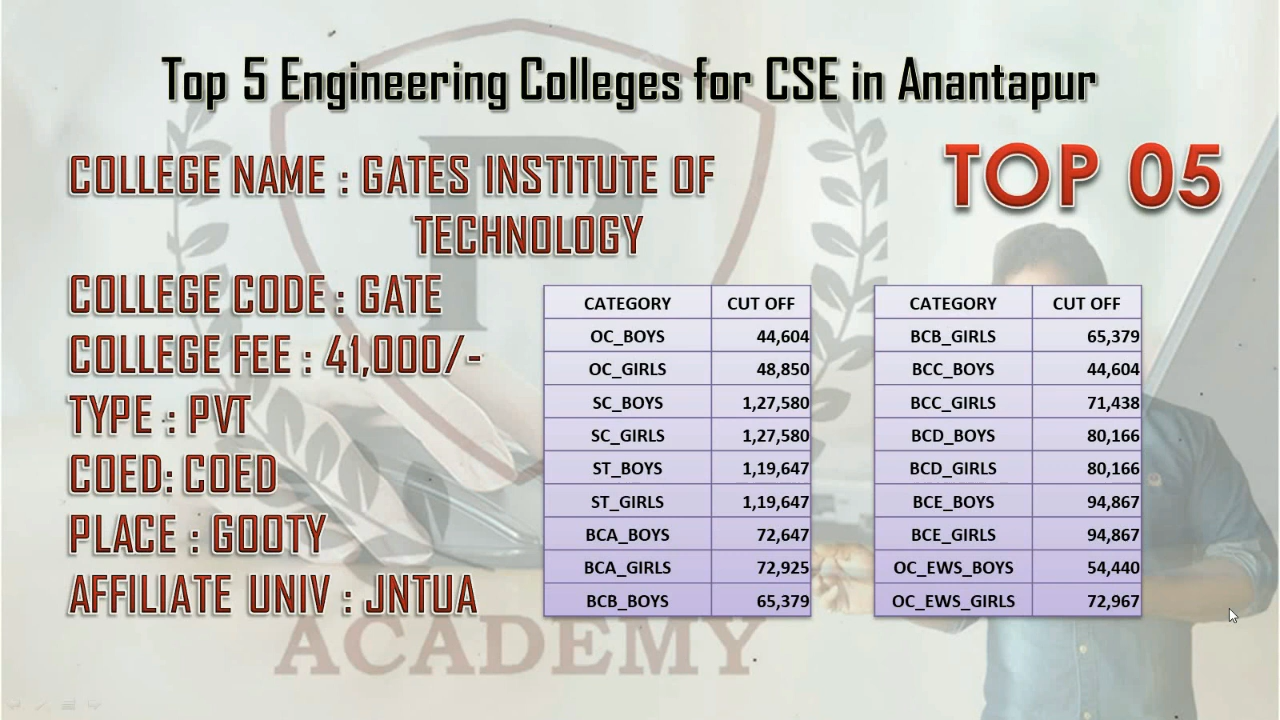 Top 5 Engineering Colleges for CSE in Anantapur
TOP 05
COLLEGE NAME : GATES INSTITUTE OF
TECHNOLOGY
COLLEGE CODE : GATE
COLLEGE FEE : 41,000/-
TYPE : PVT
COED: COED
PLACE : GOOTY
AFFILIATE UNIV : JNTUA
CATEGORY CUT OFF
OC_BOYS 44,604
OC_GIRLS 48,850
SC_BOYS 1,27,580
SC_GIRLS 1,27,580
ST_BOYS 1,19,647
ST_GIRLS 1,19,647
BCA_BOYS 72,647
BCA_GIRLS 72,925
BCB_BOYS 65,379
CATEGORY CUT OFF
BCB_GIRLS 65,379
BCC_BOYS 44,604
BCC_GIRLS 71,438
BCD_BOYS 80,166
BCD_GIRLS 80,166
BCE_BOYS 94,867
BCE_GIRLS 94,867
OC_EWS_BOYS 54,440
OC_EWS_GIRLS 72,967
P
ACADEMY